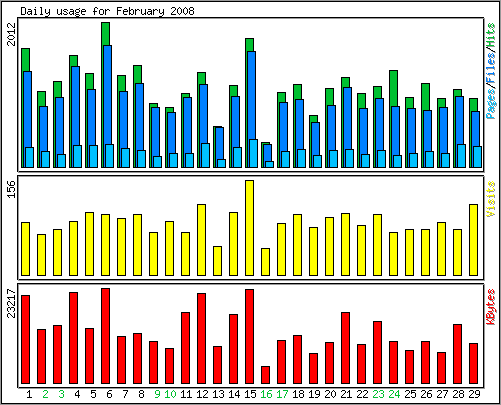 Daily usage for February 2008
2012
Pages/Files/Hits
156
Visits
23217
KBytes
1 2 3 4 5 6 7 8 9 10 11 12 13 14 15 16 17 18 19 20 21 22 23 24 25 26 27 28 29